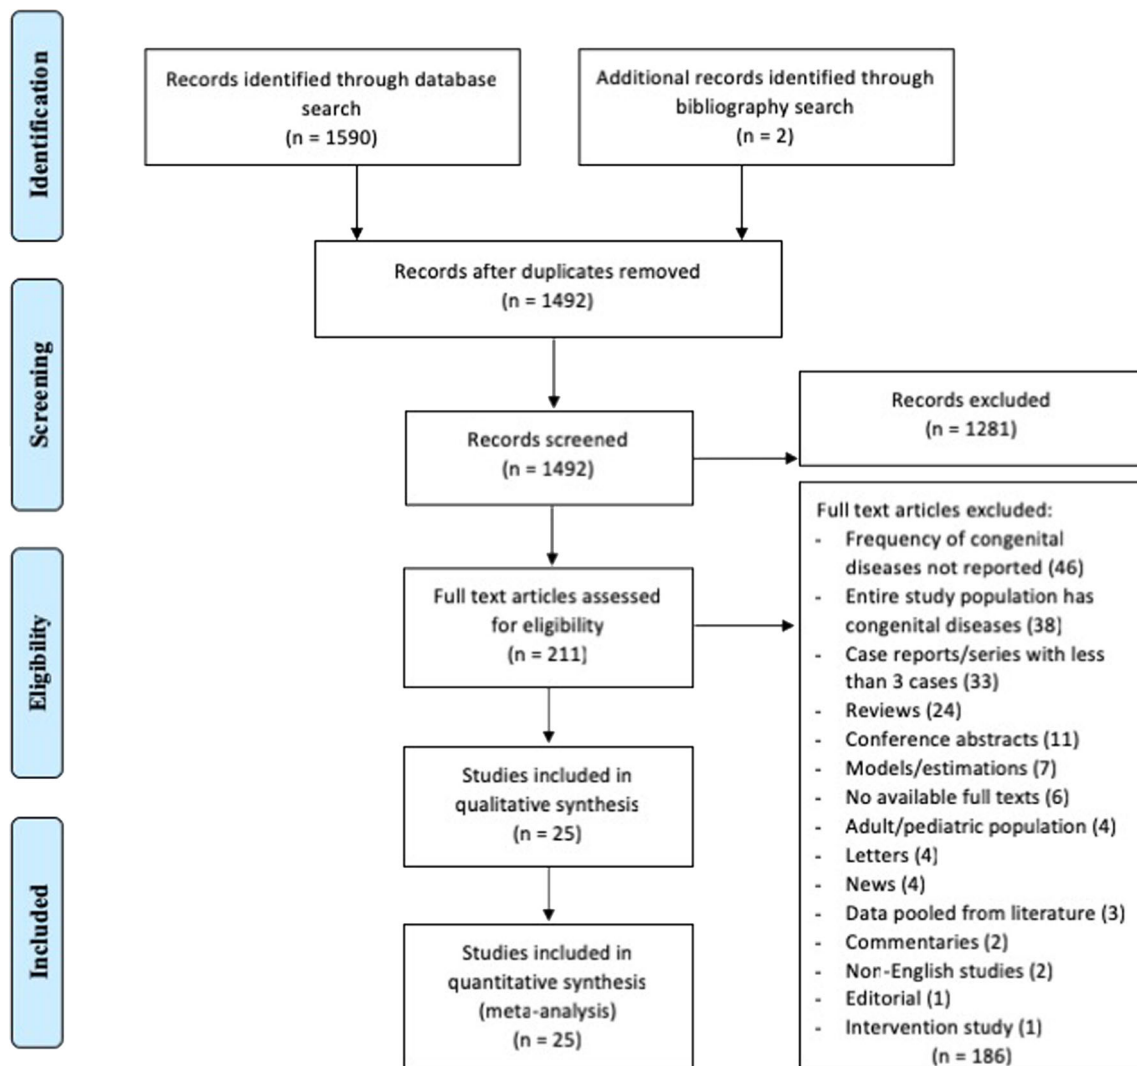 Identification
Records identified through database
search
(n = 1590)
Additional records identified through
bibliography search
(n = 2)
Records after duplicates removed
(n = 1492)
Screening
Records screened
(n = 1492)
Records excluded
(n = 1281)
Eligibility
Full text articles assessed
for eligibility
(n = 211)
Full text articles excluded:
- Frequency of congenital
diseases not reported (46)
- Entire study population has
congenital diseases (38)
- Case reports/series with less
than 3 cases (33)
- Reviews (24)
- Conference abstracts (11)
- Models/estimations (7)
- No available full texts (6)
- Adult/pediatric population (4)
- Letters (4)
- News (4)
- Data pooled from literature (3)
- Commentaries (2)
- Non-English studies (2)
- Editorial (1)
- Intervention study (1)
(n = 186)
Studies included in
qualitative synthesis
(n = 25)
Included
Studies included in
quantitative synthesis
(meta-analysis)
(n = 25)